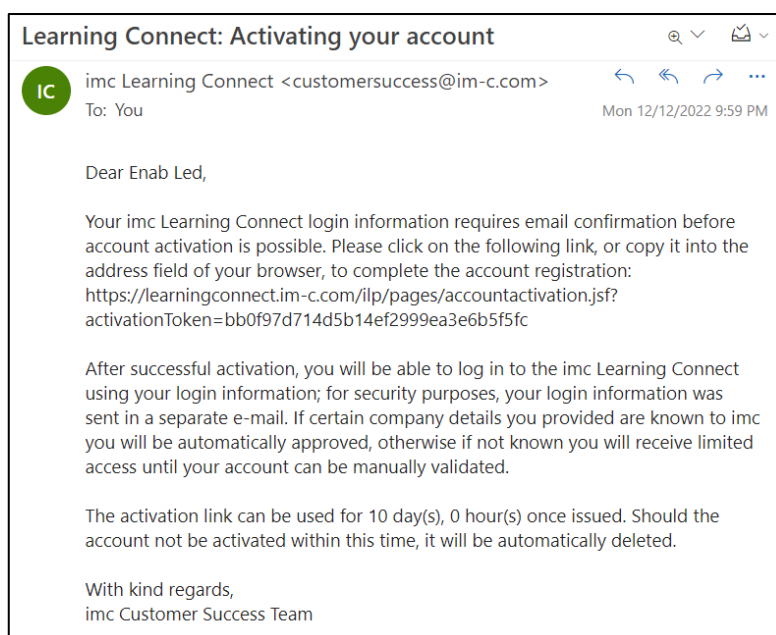 Learning Connect: Activating your account
IC
imc Learning Connect <customersuccess@im-c.com>
To: You
Mon 12/12/2022 9:59 PM
Dear Enab Led,
Your imc Learning Connect login information requires email confirmation before
account activation is possible. Please click on the following link, or copy it into the
address field of your browser, to complete the account registration:
https://learningconnect.im-c.com/ilp/pages/accountactivation.jsf?
activationToken=bb0f97d714d5b14ef2999ea3e6b5f5fc
After successful activation, you will be able to log in to the imc Learning Connect
using your login information; for security purposes, your login information was
sent in a separate e-mail. If certain company details you provided are known to imc
you will be automatically approved, otherwise if not known you will receive limited
access until your account can be manually validated.
The activation link can be used for 10 day(s), 0 hour(s) once issued. Should the
account not be activated within this time, it will be automatically deleted.
With kind regards,
imc Customer Success Team